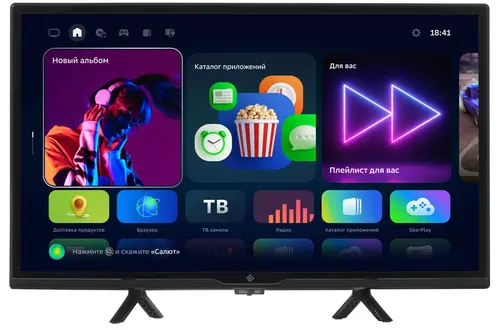 18:41
Новый альбом
Каталог приложений
Для вас
Плейлист для вас
ТВ
Доставка продуктов
Браузер
ТВ каналы
Радио
Каталог приложений
SberPlay
Нажмите и скажите «Салют»